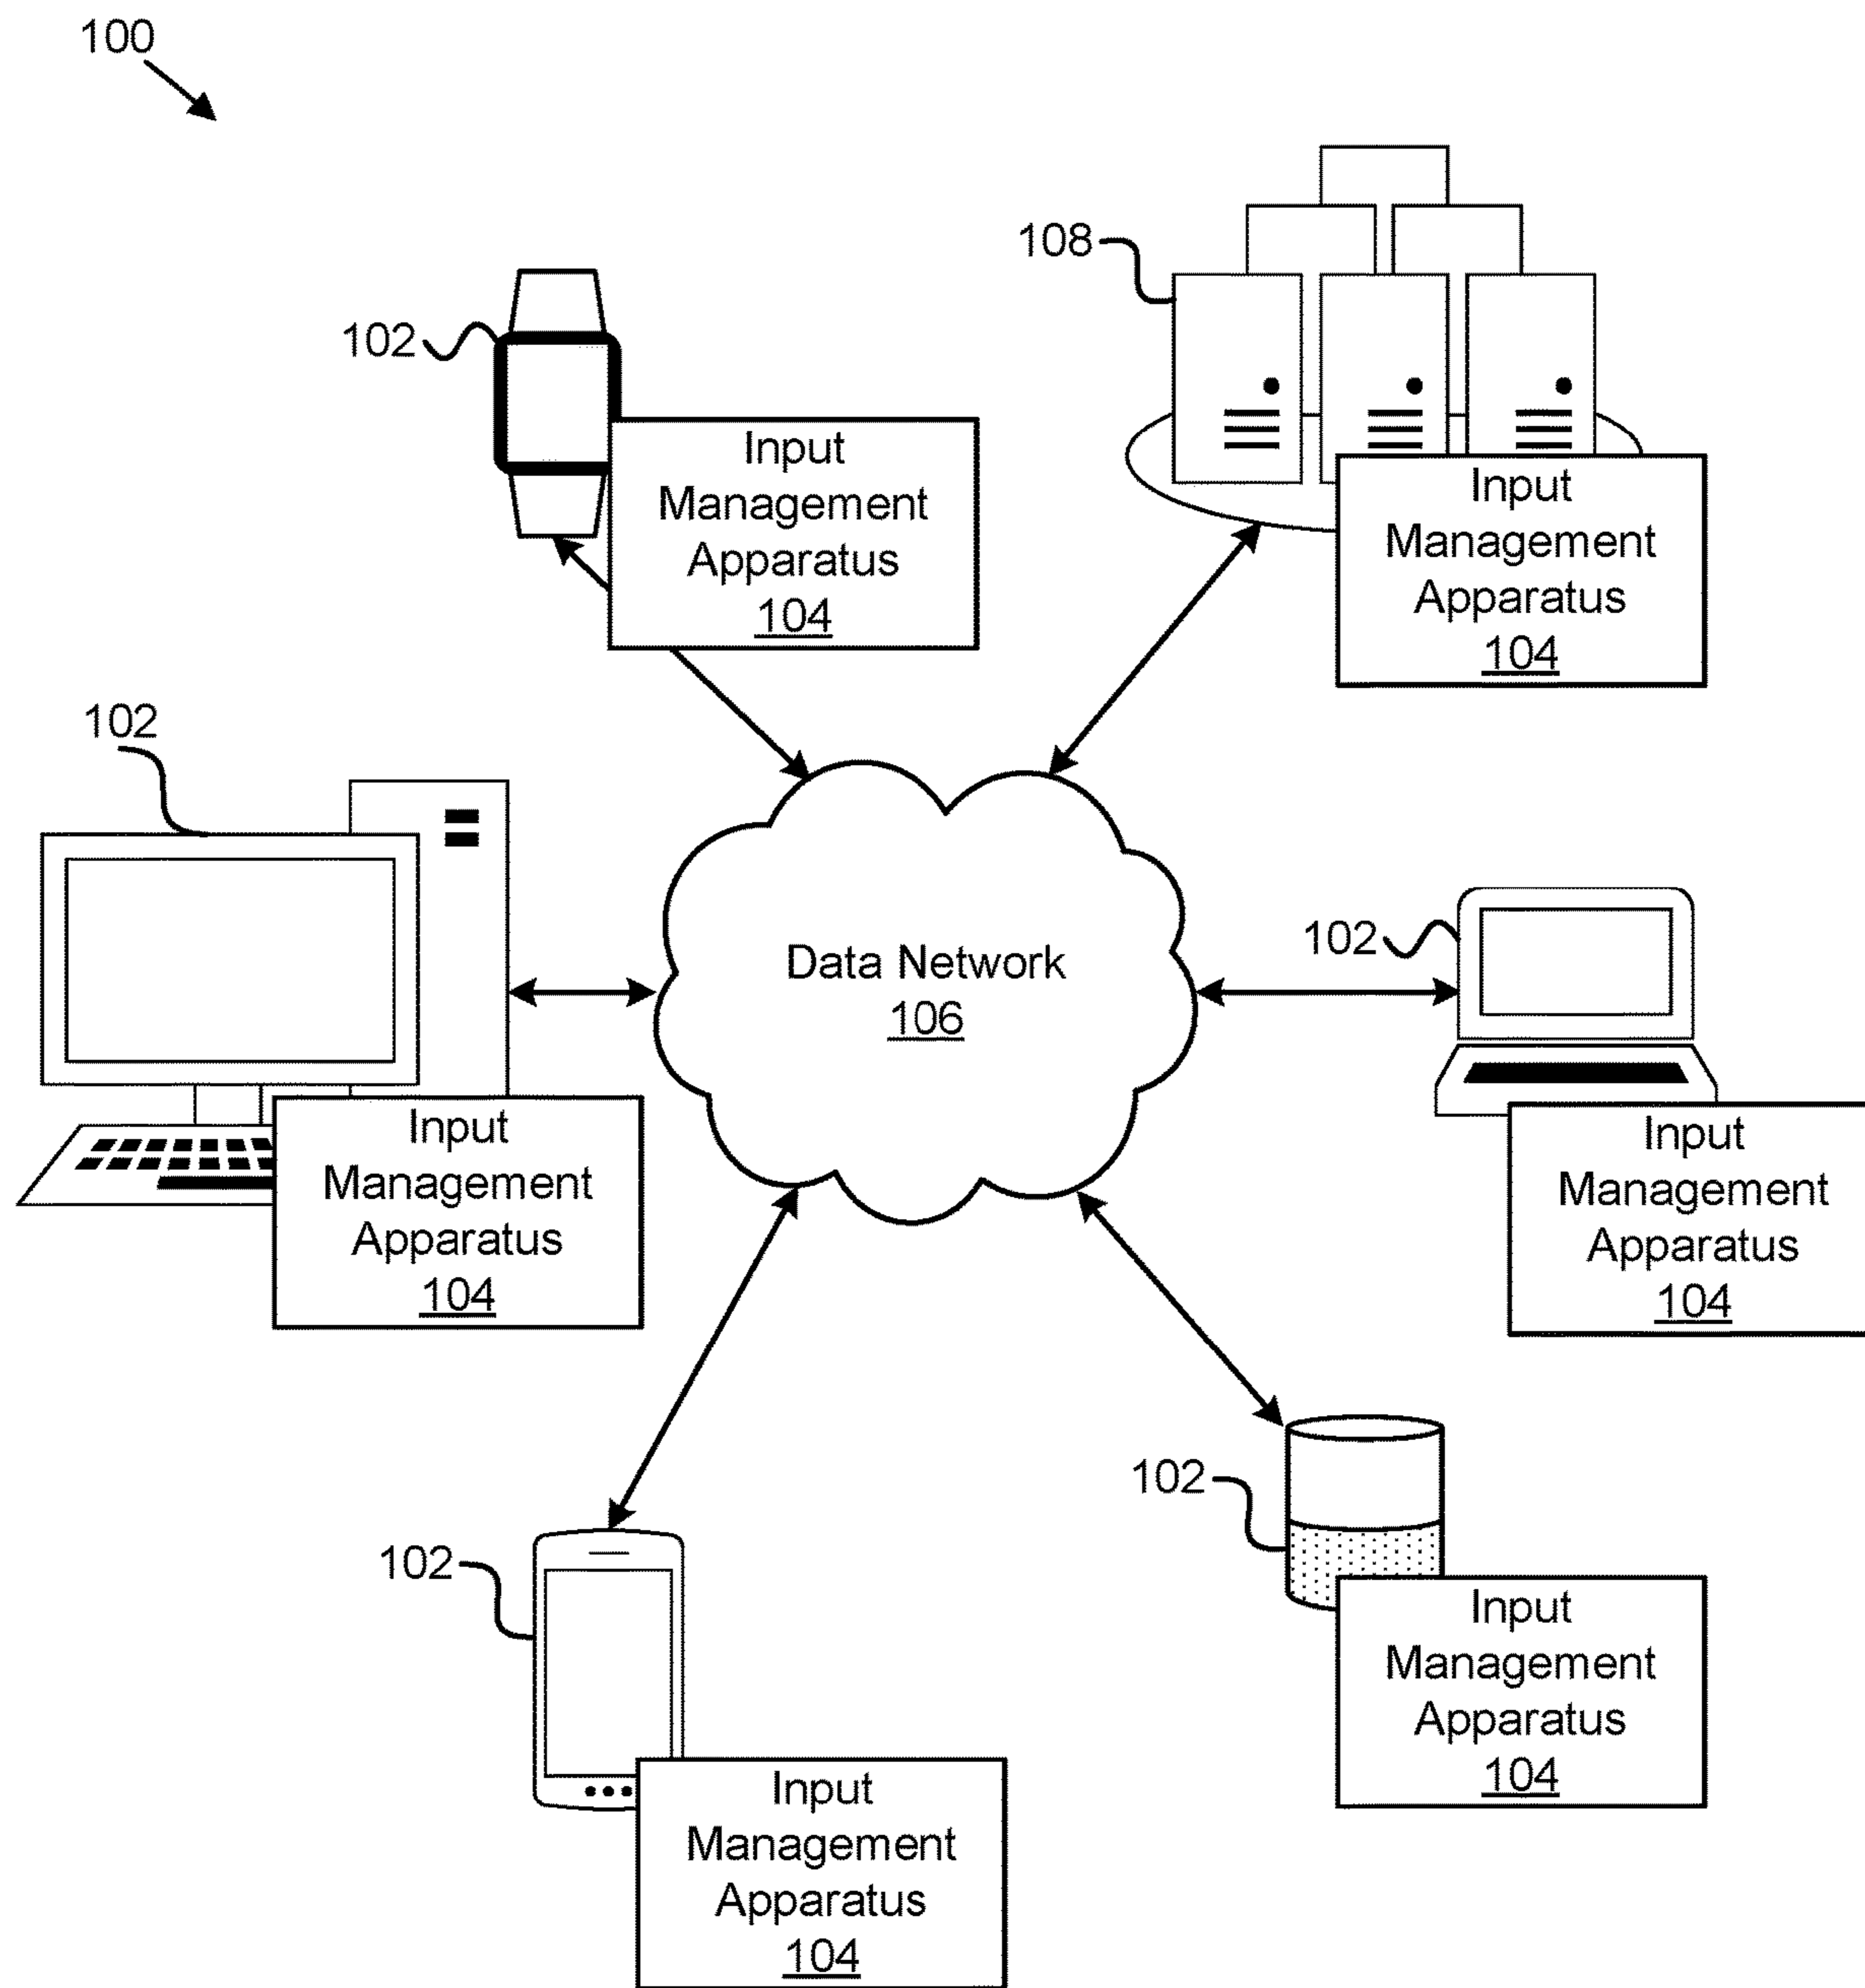 100
108
102
Input
Management
Apparatus
104
Input
Management
Apparatus
104
102
Data Network
106
102
Input
Management
Apparatus
104
Input
Management
Apparatus
104
102
102
Input
Management
Apparatus
104
Input
Management
Apparatus
104